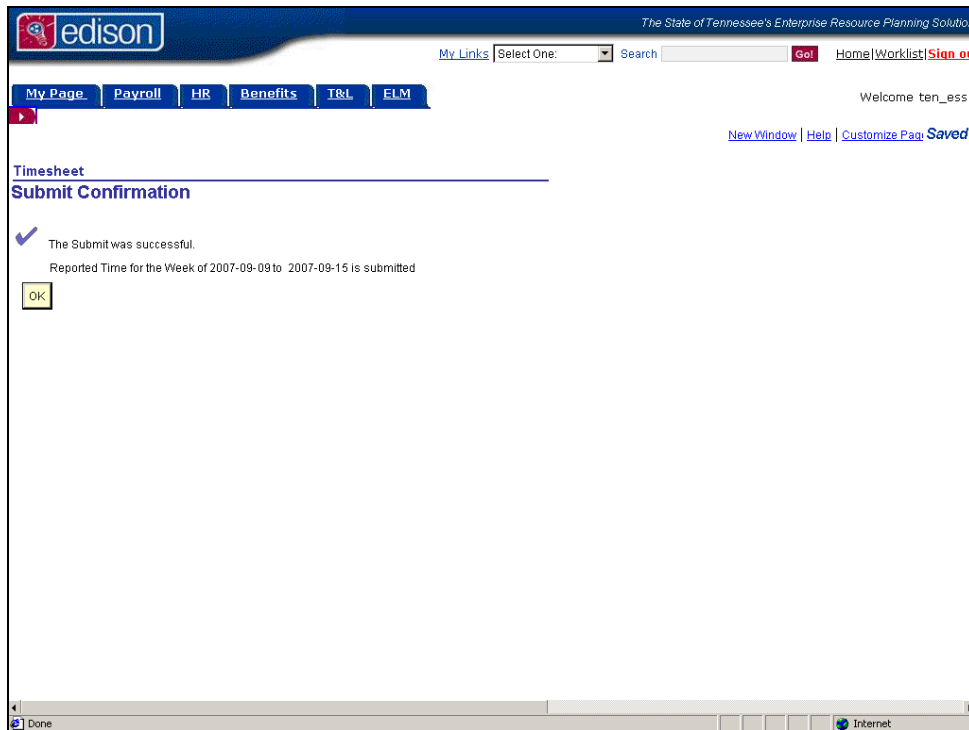 edison
The State of Tennessee's Enterprise Resource Planning Solutio
My Links Select One: Search Go! Home|Worklist|Sign ou
My Page Payroll HR Benefits T&L ELM
Welcome ten_ess
New Window | Help | Customize Pag Saved
Timesheet
Submit Confirmation
The Submit was successful.
Reported Time for the Week of 2007-09-09 to 2007-09-15 is submitted
OK
Done Internet